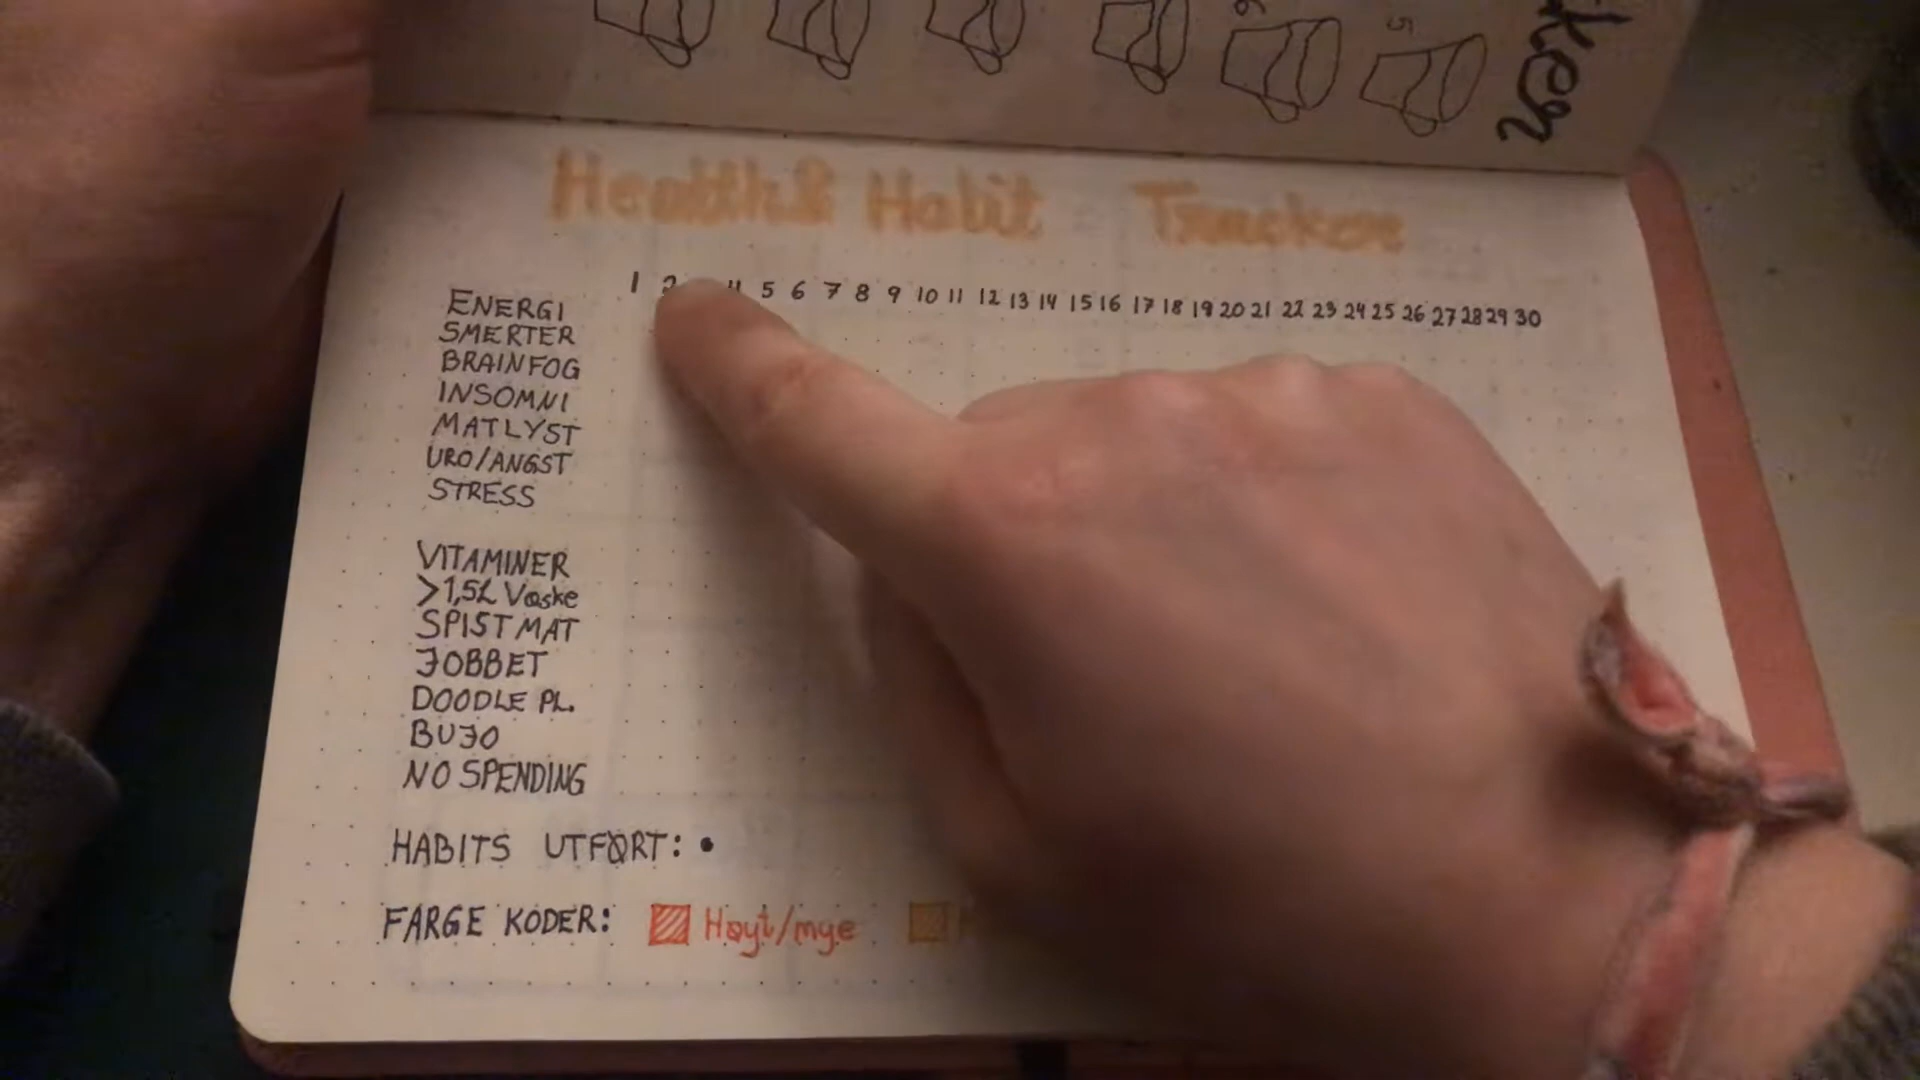 ken
6 5
Health & Habit Tracker
1 2 4 5 6 7 8 9 10 11 12 13 14 15 16 17 18 19 20 21 22 23 24 25 26 27 28 29 30
ENERGI
SMERTER
BRAINFOG
INSOMNI
MATLYST
URO/ANGST
STRESS
VITAMINER
>1,5L Væske
SPIST MAT
JOBBET
DOODLE PL.
BUJO
NO SPENDING
HABITS UTFØRT: •
FARGE KODER: Høyt/mye